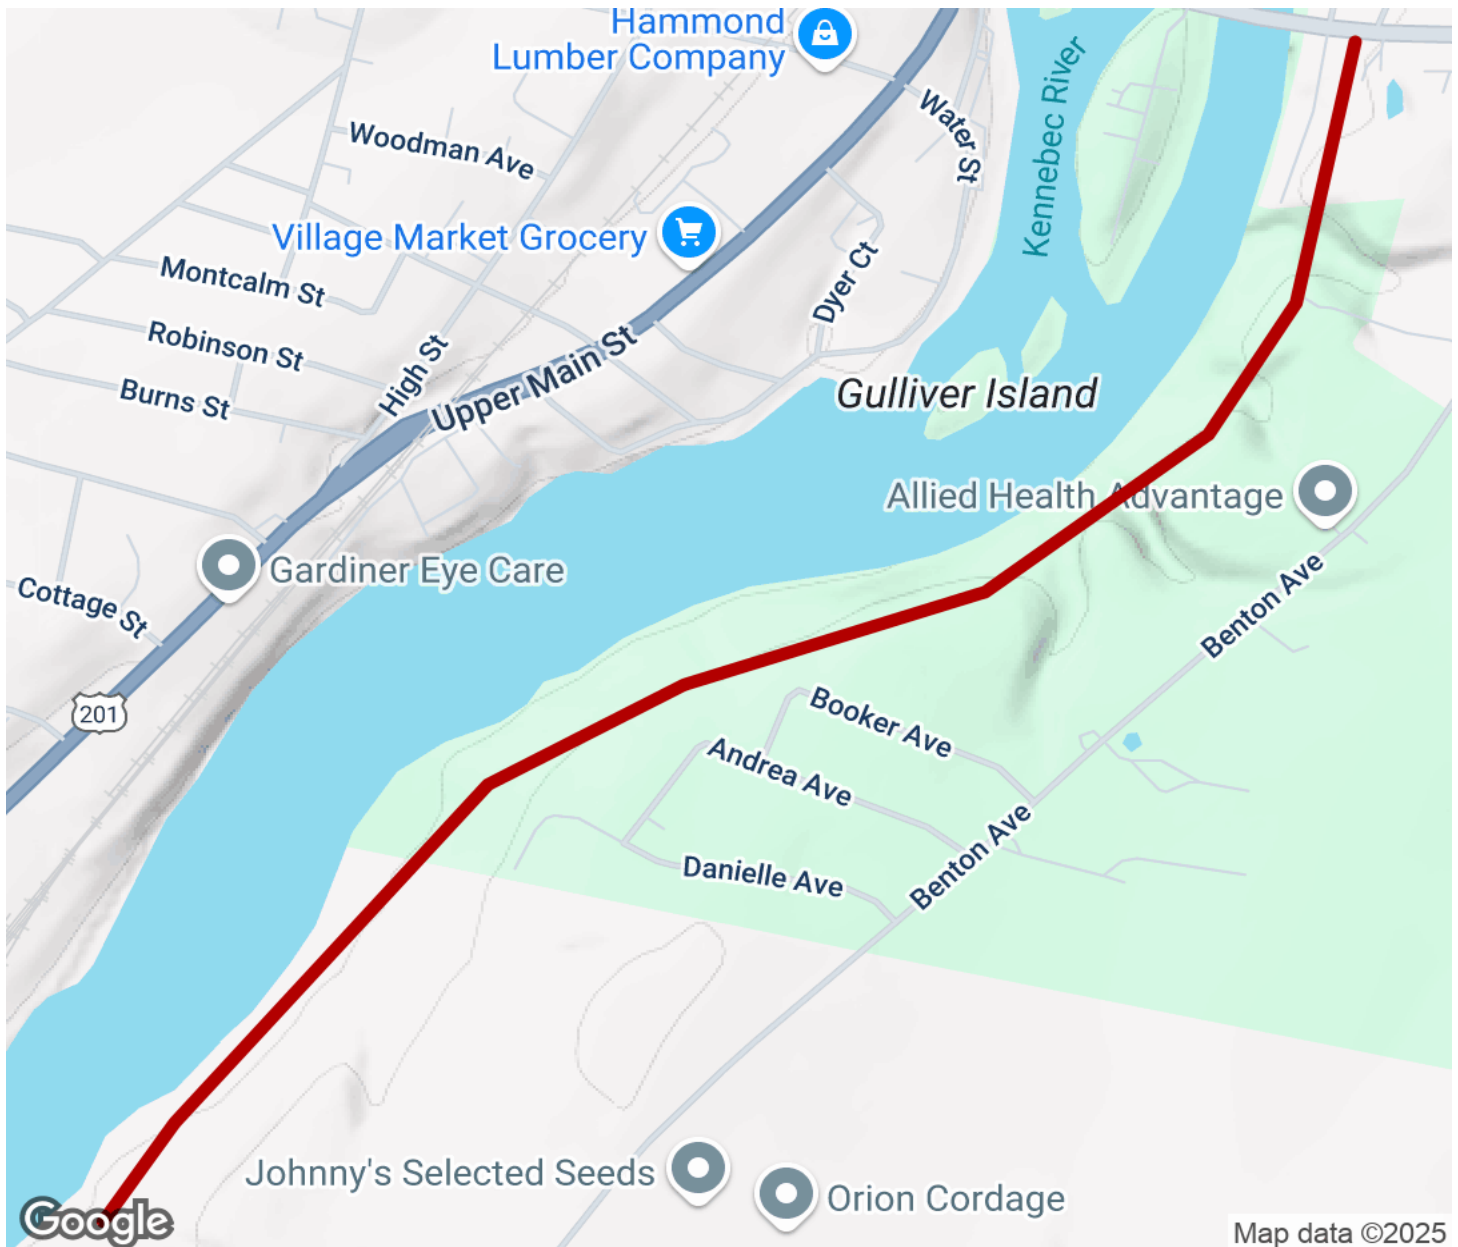 Hammond
Lumber Company
Water St
Kennebec River
Woodman Ave
Village Market Grocery
Dyer Ct
Montcalm St
Robinson St
High St
Upper Main St
Burns St
Gulliver Island
Allied Health Advantage
Gardiner Eye Care
Cottage St
Benton Ave
201
Booker Ave
Andrea Ave
Benton Ave
Danielle Ave
Johnny's Selected Seeds
Orion Cordage
Google
Map data ©2025